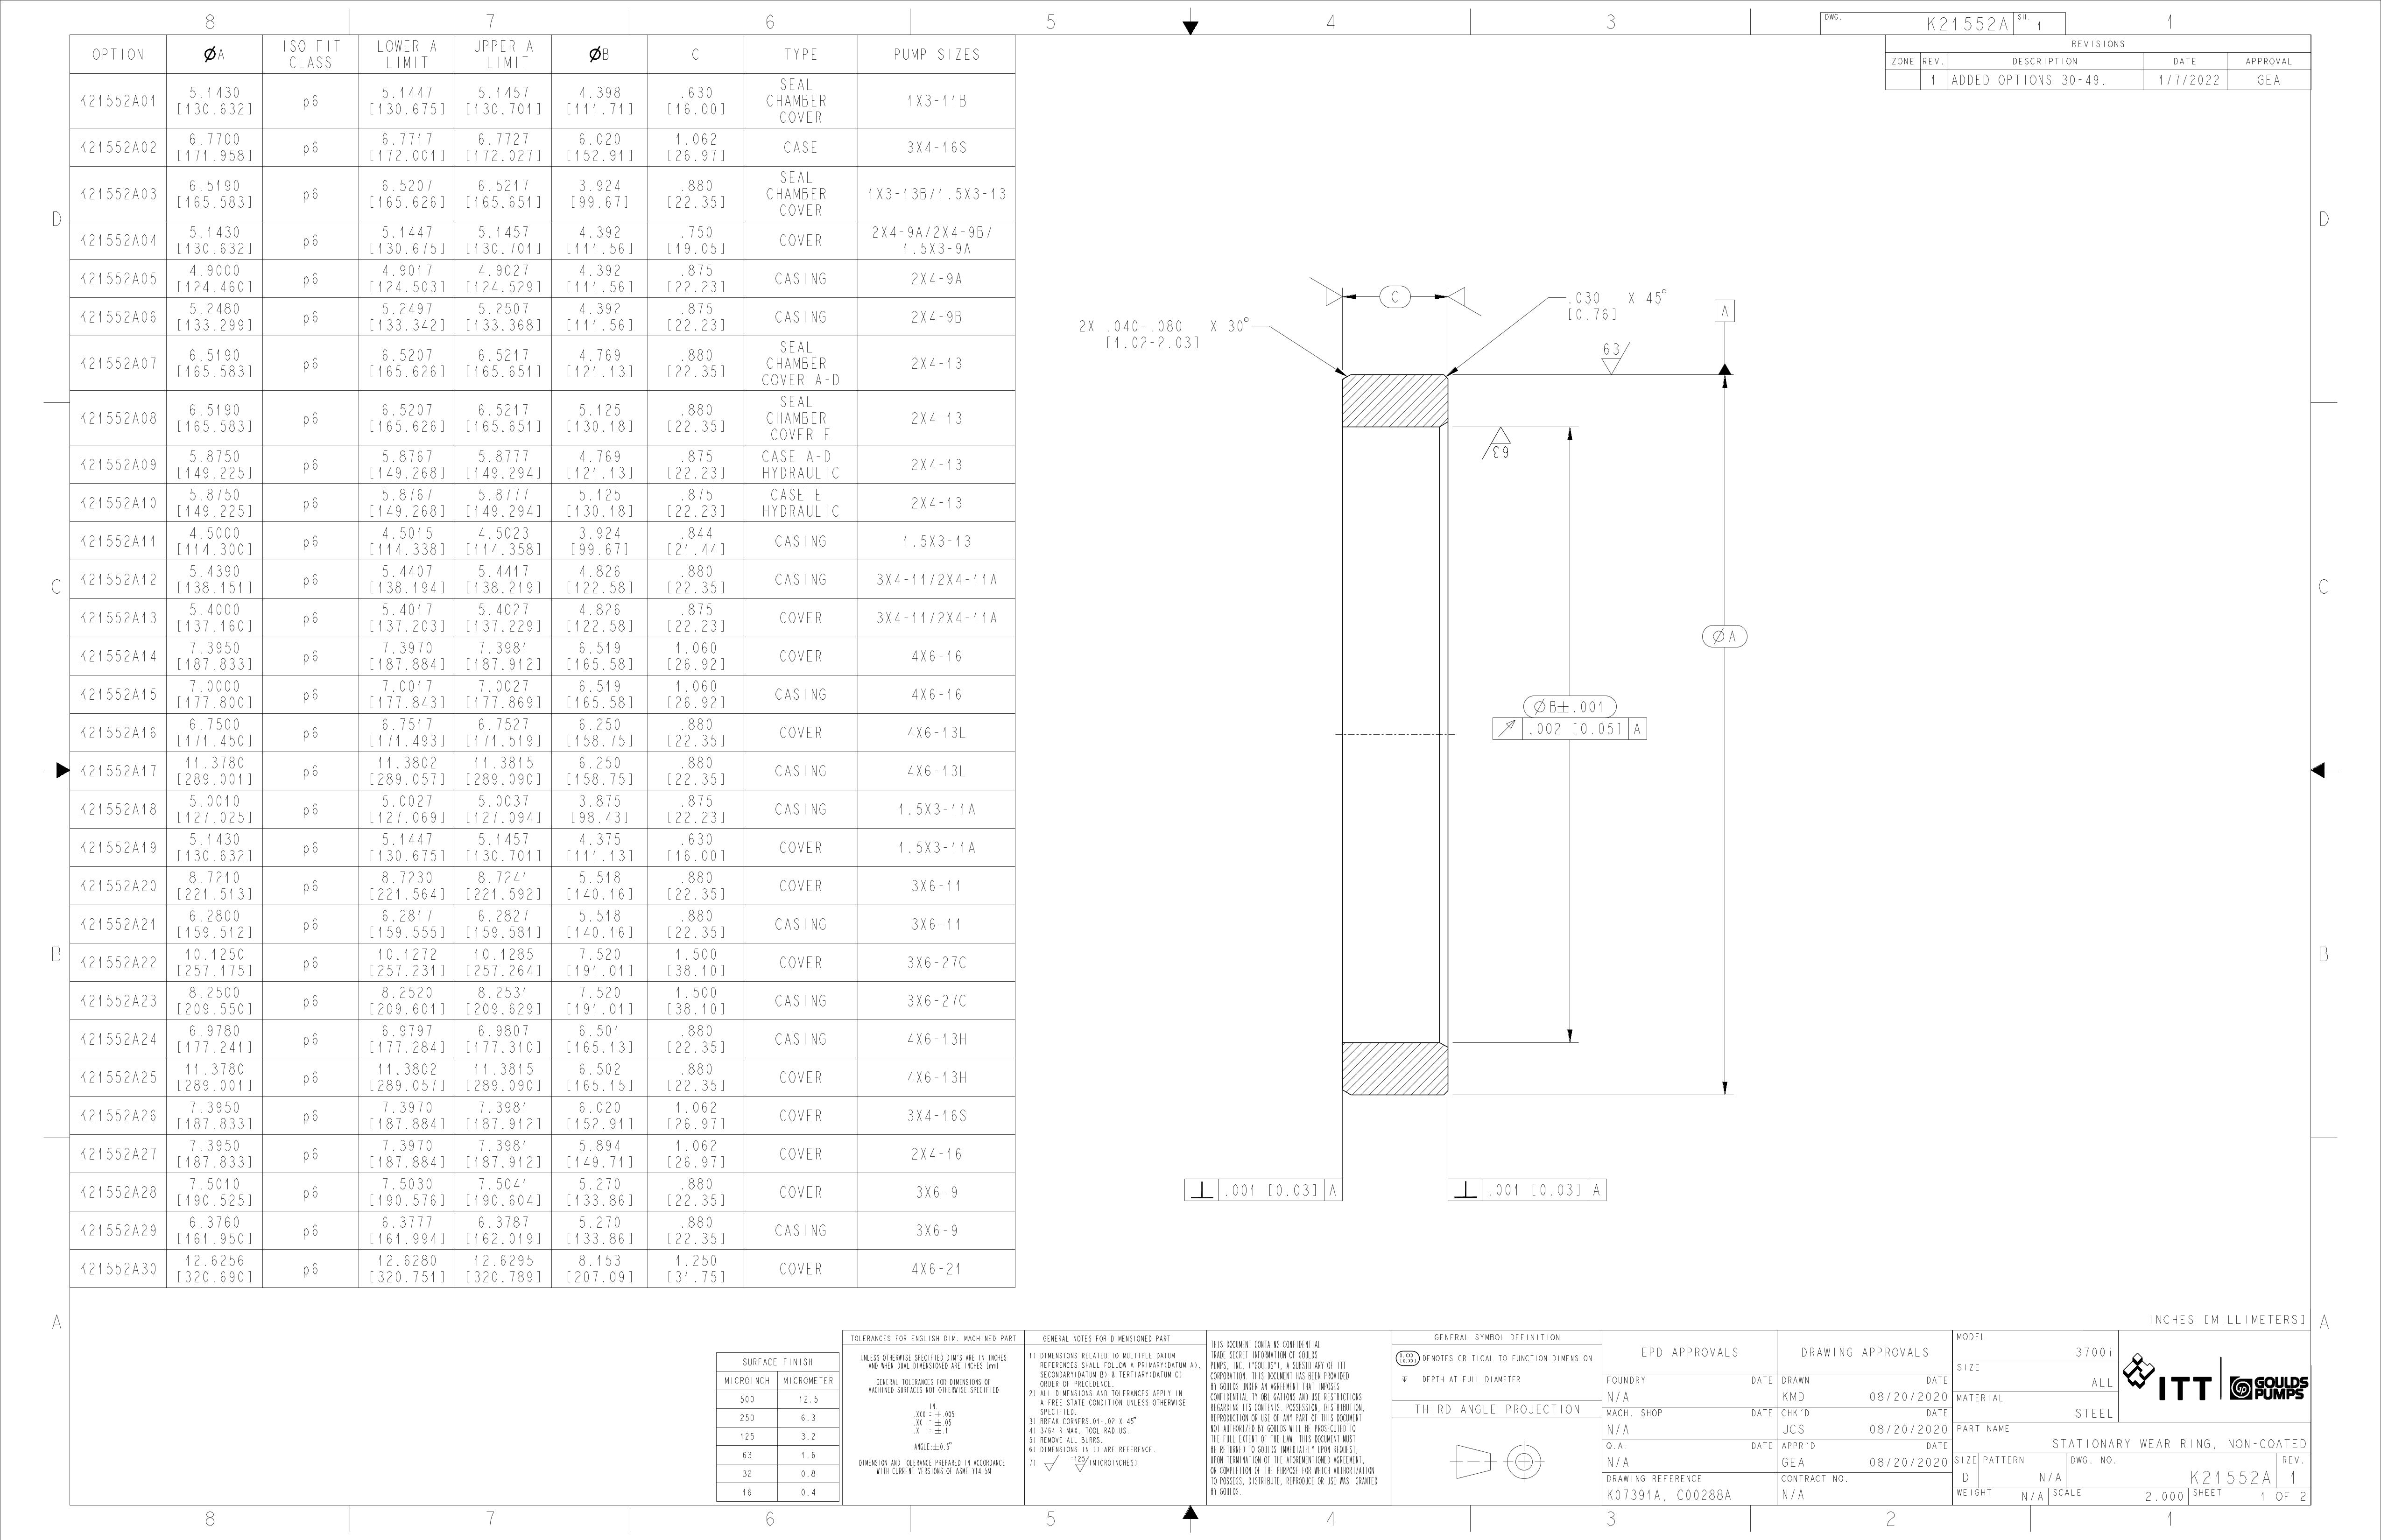 8 7 6 5 4 3 1
DWG. K21552A SH. 1
REVISIONS
ZONE REV. DESCRIPTION DATE APPROVAL
1 ADDED OPTIONS 30-49. 1/7/2022 GEA
OPTION ØA ISO FIT CLASS LOWER A LIMIT UPPER A LIMIT ØB C TYPE PUMP SIZES
K21552A01 5.1430 [130.632] p6 5.1447 [130.675] 5.1457 [130.701] 4.398 [111.71] .630 [16.00] SEAL CHAMBER COVER 1X3-11B
K21552A02 6.7700 [171.958] p6 6.7717 [172.001] 6.7727 [172.027] 6.020 [152.91] 1.062 [26.97] CASE 3X4-16S
K21552A03 6.5190 [165.583] p6 6.5207 [165.626] 6.5217 [165.651] 3.924 [99.67] .880 [22.35] SEAL CHAMBER COVER 1X3-13B/1.5X3-13
K21552A04 5.1430 [130.632] p6 5.1447 [130.675] 5.1457 [130.701] 4.392 [111.56] .750 [19.05] COVER 2X4-9A/2X4-9B/ 1.5X3-9A
K21552A05 4.9000 [124.460] p6 4.9017 [124.503] 4.9027 [124.529] 4.392 [111.56] .875 [22.23] CASING 2X4-9A
K21552A06 5.2480 [133.299] p6 5.2497 [133.342] 5.2507 [133.368] 4.392 [111.56] .875 [22.23] CASING 2X4-9B
K21552A07 6.5190 [165.583] p6 6.5207 [165.626] 6.5217 [165.651] 4.769 [121.13] .880 [22.35] SEAL CHAMBER COVER A-D 2X4-13
K21552A08 6.5190 [165.583] p6 6.5207 [165.626] 6.5217 [165.651] 5.125 [130.18] .880 [22.35] SEAL CHAMBER COVER E 2X4-13
K21552A09 5.8750 [149.225] p6 5.8767 [149.268] 5.8777 [149.294] 4.769 [121.13] .875 [22.23] CASE A-D HYDRAULIC 2X4-13
K21552A10 5.8750 [149.225] p6 5.8767 [149.268] 5.8777 [149.294] 5.125 [130.18] .875 [22.23] CASE E HYDRAULIC 2X4-13
K21552A11 4.5000 [114.300] p6 4.5015 [114.338] 4.5023 [114.358] 3.924 [99.67] .844 [21.44] CASING 1.5X3-13
K21552A12 5.4390 [138.151] p6 5.4407 [138.194] 5.4417 [138.219] 4.826 [122.58] .880 [22.35] CASING 3X4-11/2X4-11A
K21552A13 5.4000 [137.160] p6 5.4017 [137.203] 5.4027 [137.229] 4.826 [122.58] .875 [22.23] COVER 3X4-11/2X4-11A
K21552A14 7.3950 [187.833] p6 7.3970 [187.884] 7.3981 [187.912] 6.519 [165.58] 1.060 [26.92] COVER 4X6-16
K21552A15 7.0000 [177.800] p6 7.0017 [177.843] 7.0027 [177.869] 6.519 [165.58] 1.060 [26.92] CASING 4X6-16
K21552A16 6.7500 [171.450] p6 6.7517 [171.493] 6.7527 [171.519] 6.250 [158.75] .880 [22.35] COVER 4X6-13L
K21552A17 11.3780 [289.001] p6 11.3802 [289.057] 11.3815 [289.090] 6.250 [158.75] .880 [22.35] CASING 4X6-13L
K21552A18 5.0010 [127.025] p6 5.0027 [127.069] 5.0037 [127.094] 3.875 [98.43] .875 [22.23] CASING 1.5X3-11A
K21552A19 5.1430 [130.632] p6 5.1447 [130.675] 5.1457 [130.701] 4.375 [111.13] .630 [16.00] COVER 1.5X3-11A
K21552A20 8.7210 [221.513] p6 8.7230 [221.564] 8.7241 [221.592] 5.518 [140.16] .880 [22.35] COVER 3X6-11
K21552A21 6.2800 [159.512] p6 6.2817 [159.555] 6.2827 [159.581] 5.518 [140.16] .880 [22.35] CASING 3X6-11
K21552A22 10.1250 [257.175] p6 10.1272 [257.231] 10.1285 [257.264] 7.520 [191.01] 1.500 [38.10] COVER 3X6-27C
K21552A23 8.2500 [209.550] p6 8.2520 [209.601] 8.2531 [209.629] 7.520 [191.01] 1.500 [38.10] CASING 3X6-27C
K21552A24 6.9780 [177.241] p6 6.9797 [177.284] 6.9807 [177.310] 6.501 [165.13] .880 [22.35] CASING 4X6-13H
K21552A25 11.3780 [289.001] p6 11.3802 [289.057] 11.3815 [289.090] 6.502 [165.15] .880 [22.35] COVER 4X6-13H
K21552A26 7.3950 [187.833] p6 7.3970 [187.884] 7.3981 [187.912] 6.020 [152.91] 1.062 [26.97] COVER 3X4-16S
K21552A27 7.3950 [187.833] p6 7.3970 [187.884] 7.3981 [187.912] 5.894 [149.71] 1.062 [26.97] COVER 2X4-16
K21552A28 7.5010 [190.525] p6 7.5030 [190.576] 7.5041 [190.604] 5.270 [133.86] .880 [22.35] COVER 3X6-9
K21552A29 6.3760 [161.950] p6 6.3777 [161.994] 6.3787 [162.019] 5.270 [133.86] .880 [22.35] CASING 3X6-9
K21552A30 12.6256 [320.690] p6 12.6280 [320.751] 12.6295 [320.789] 8.153 [207.09] 1.250 [31.75] COVER 4X6-21
D D
C C
B B
A A
C
2X .040-.080 X 30°
[1.02-2.03]
.030 X 45°
[0.76]
A
63
63
ØA
ØB±.001
.002 [0.05] A
⊥ .001 [0.03] A
⊥ .001 [0.03] A
INCHES [MILLIMETERS]
SURFACE FINISH
MICROINCH MICROMETER
500 12.5
250 6.3
125 3.2
63 1.6
32 0.8
16 0.4
TOLERANCES FOR ENGLISH DIM. MACHINED PART
UNLESS OTHERWISE SPECIFIED DIM'S ARE IN INCHES
AND WHEN DUAL DIMENSIONED ARE INCHES [mm]
GENERAL TOLERANCES FOR DIMENSIONS OF
MACHINED SURFACES NOT OTHERWISE SPECIFIED
IN.
.XXX = ±.005
.XX = ±.05
.X = ±.1
ANGLE:±0.5°
DIMENSION AND TOLERANCE PREPARED IN ACCORDANCE
WITH CURRENT VERSIONS OF ASME Y14.5M
GENERAL NOTES FOR DIMENSIONED PART
1) DIMENSIONS RELATED TO MULTIPLE DATUM
REFERENCES SHALL FOLLOW A PRIMARY(DATUM A),
SECONDARY(DATUM B) & TERTIARY(DATUM C)
ORDER OF PRECEDENCE.
2) ALL DIMENSIONS AND TOLERANCES APPLY IN
A FREE STATE CONDITION UNLESS OTHERWISE
SPECIFIED.
3) BREAK CORNERS.01-.02 X 45°
4) 3/64 R MAX. TOOL RADIUS.
5) REMOVE ALL BURRS.
6) DIMENSIONS IN () ARE REFERENCE.
7) =125 (MICROINCHES)
THIS DOCUMENT CONTAINS CONFIDENTIAL
TRADE SECRET INFORMATION OF GOULDS
PUMPS, INC. ("GOULDS"), A SUBSIDIARY OF ITT
CORPORATION. THIS DOCUMENT HAS BEEN PROVIDED
BY GOULDS UNDER AN AGREEMENT THAT IMPOSES
CONFIDENTIALITY OBLIGATIONS AND USE RESTRICTIONS
REGARDING ITS CONTENTS. POSSESSION, DISTRIBUTION,
REPRODUCTION OR USE OF ANY PART OF THIS DOCUMENT
NOT AUTHORIZED BY GOULDS WILL BE PROSECUTED TO
THE FULL EXTENT OF THE LAW. THIS DOCUMENT MUST
BE RETURNED TO GOULDS IMMEDIATELY UPON REQUEST,
UPON TERMINATION OF THE AFOREMENTIONED AGREEMENT,
OR COMPLETION OF THE PURPOSE FOR WHICH AUTHORIZATION
TO POSSESS, DISTRIBUTE, REPRODUCE OR USE WAS GRANTED
BY GOULDS.
GENERAL SYMBOL DEFINITION
X.XXX [X.XX] DENOTES CRITICAL TO FUNCTION DIMENSION
DEPTH AT FULL DIAMETER
THIRD ANGLE PROJECTION
EPD APPROVALS
FOUNDRY DATE
N/A
MACH. SHOP DATE
N/A
Q.A. DATE
N/A
DRAWING REFERENCE
K07391A, C00288A
DRAWING APPROVALS
DRAWN DATE
KMD 08/20/2020
CHK'D DATE
JCS 08/20/2020
APPR'D DATE
GEA 08/20/2020
CONTRACT NO.
N/A
MODEL
3700i
SIZE
ALL
MATERIAL
STEEL
ITT GOULDS PUMPS
PART NAME
STATIONARY WEAR RING, NON-COATED
SIZE PATTERN DWG. NO. REV.
D N/A K21552A 1
WEIGHT N/A SCALE 2.000 SHEET 1 OF 2
8 7 6 5 4 3 2 1